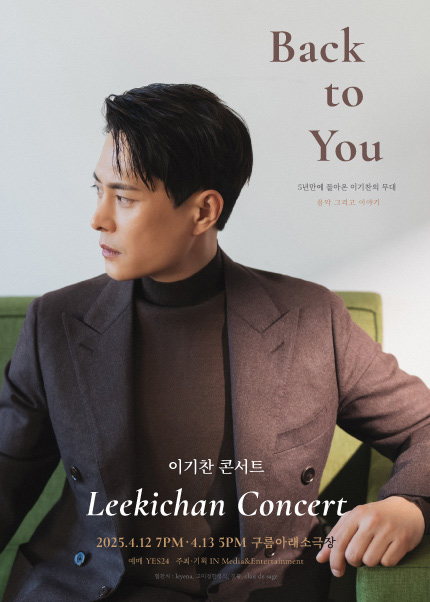 Back
to
You
5년만에 돌아온 이기찬의 무대
음악 그리고 이야기
이기찬 콘서트
Leekichan Concert
2025.4.12 7PM·4.13 5PM 구름아래소극장
예매 YES24 주최·기획 IN Media&Entertainment